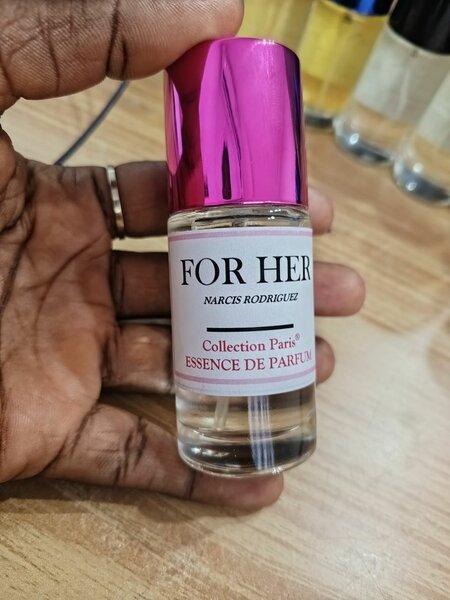 FOR HER
NARCIS RODRIGUEZ
Collection Paris®
ESSENCE DE PARFUM